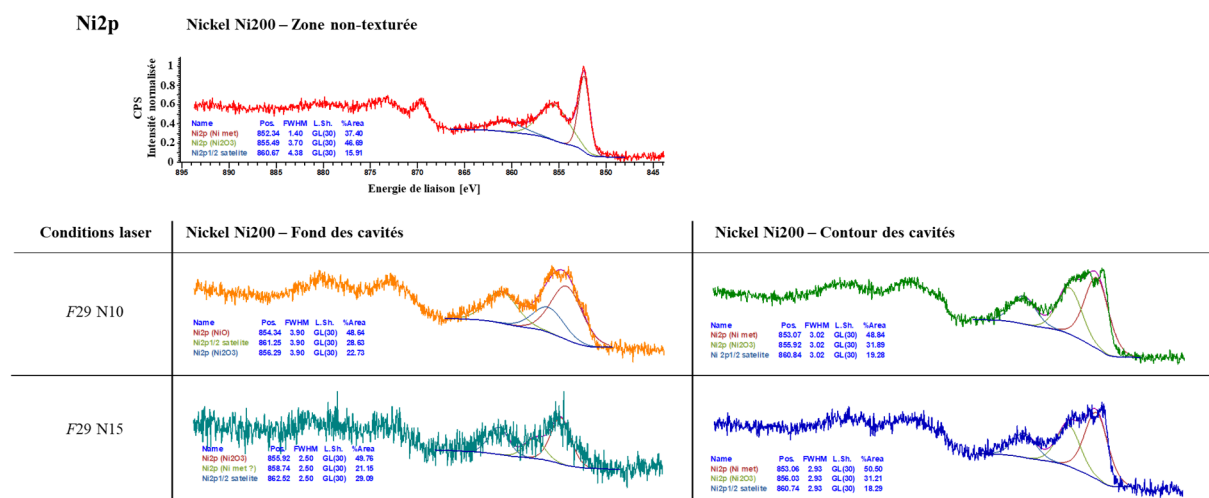 Ni2p
Nickel Ni200 – Zone non-texturée
CPS
Intensité normalisée
1
0.8
0.6
0.4
0.2
0
Name Pos. FWHM L.Sh. %Area
Ni2p (Ni met) 852.34 1.40 GL(30) 37.40
Ni2p (Ni2O3) 855.49 3.70 GL(30) 46.69
Ni2p1/2 satelite 860.67 4.38 GL(30) 15.91
895 890 880 870 860 855 850 845
Energie de liaison [eV]
Conditions laser
Nickel Ni200 – Fond des cavités
Nickel Ni200 – Contour des cavités
F29 N10
Name Pos. FWHM L.Sh. %Area
Ni2p (NiO) 854.34 3.90 GL(30) 48.64
Ni2p1/2 satelite 861.25 3.90 GL(30) 28.63
Ni2p (Ni2O3) 856.29 3.90 GL(30) 22.73
Name Pos. FWHM L.Sh. %Area
Ni2p (Ni met) 853.07 3.02 GL(30) 48.84
Ni2p (Ni2O3) 855.92 3.02 GL(30) 31.89
Ni 2p1/2 satelite 860.84 3.02 GL(30) 19.28
F29 N15
Name Pos. FWHM L.Sh. %Area
Ni2p (Ni2O3) 855.92 2.50 GL(30) 49.76
Ni2p (Ni met ?) 858.74 2.50 GL(30) 21.15
Ni2p1/2 satelite 862.52 2.50 GL(30) 29.09
Name Pos. FWHM L.Sh. %Area
Ni2p (Ni met) 853.06 2.93 GL(30) 50.50
Ni2p (Ni2O3) 856.03 2.93 GL(30) 31.21
Ni2p1/2 satelite 860.74 2.93 GL(30) 18.29